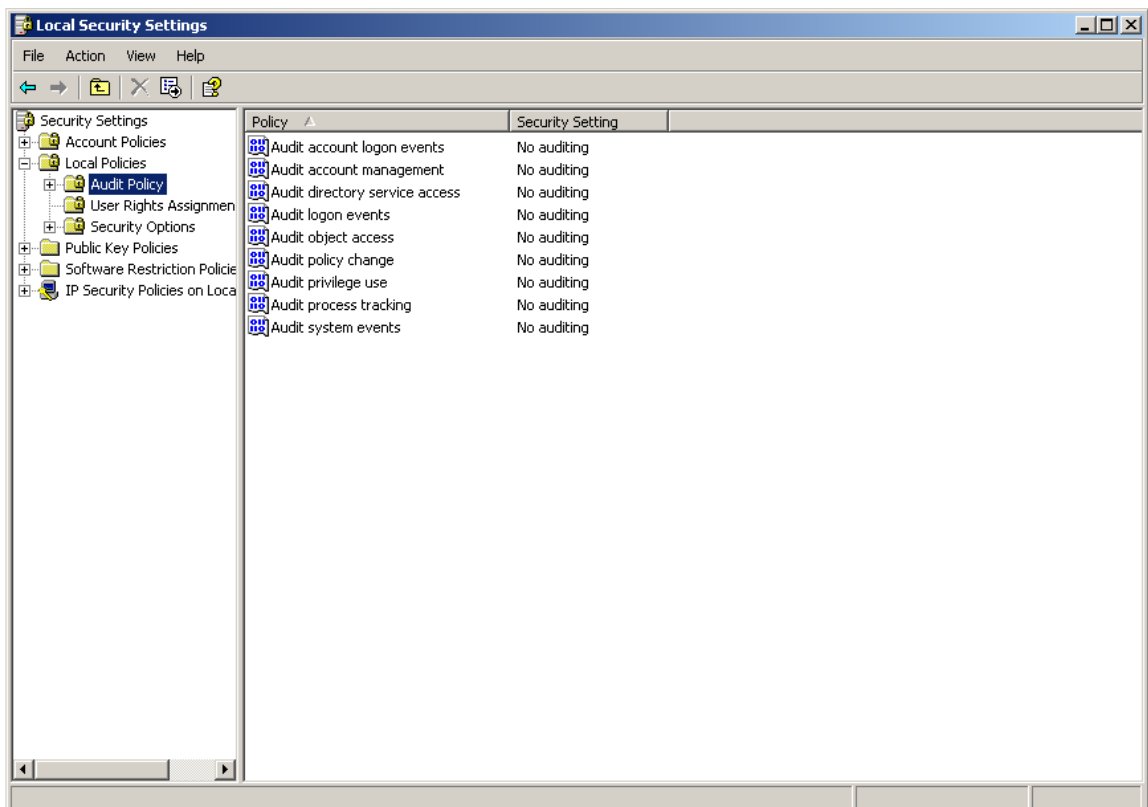 Local Security Settings
File Action View Help
Security Settings
Account Policies
Local Policies
Audit Policy
User Rights Assignmen
Security Options
Public Key Policies
Software Restriction Policie
IP Security Policies on Loca
Policy Security Setting
Audit account logon events No auditing
Audit account management No auditing
Audit directory service access No auditing
Audit logon events No auditing
Audit object access No auditing
Audit policy change No auditing
Audit privilege use No auditing
Audit process tracking No auditing
Audit system events No auditing